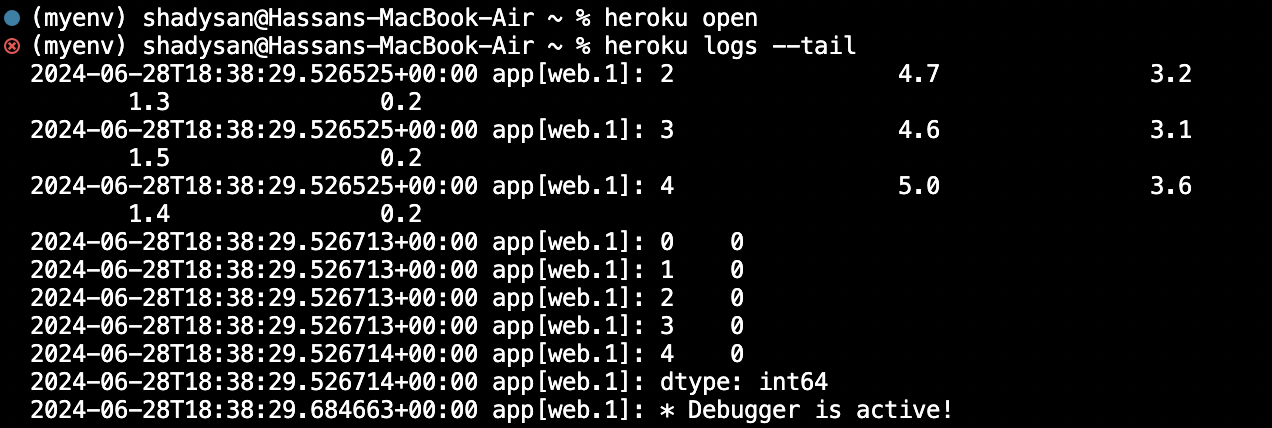 (myenv) shadysan@Hassans-MacBook-Air ~ % heroku open
(myenv) shadysan@Hassans-MacBook-Air ~ % heroku logs --tail
2024-06-28T18:38:29.526525+00:00 app[web.1]: 2                4.7               3.2
       1.3               0.2
2024-06-28T18:38:29.526525+00:00 app[web.1]: 3                4.6               3.1
       1.5               0.2
2024-06-28T18:38:29.526525+00:00 app[web.1]: 4                5.0               3.6
       1.4               0.2
2024-06-28T18:38:29.526713+00:00 app[web.1]: 0    0
2024-06-28T18:38:29.526713+00:00 app[web.1]: 1    0
2024-06-28T18:38:29.526713+00:00 app[web.1]: 2    0
2024-06-28T18:38:29.526713+00:00 app[web.1]: 3    0
2024-06-28T18:38:29.526714+00:00 app[web.1]: 4    0
2024-06-28T18:38:29.526714+00:00 app[web.1]: dtype: int64
2024-06-28T18:38:29.684663+00:00 app[web.1]: * Debugger is active!